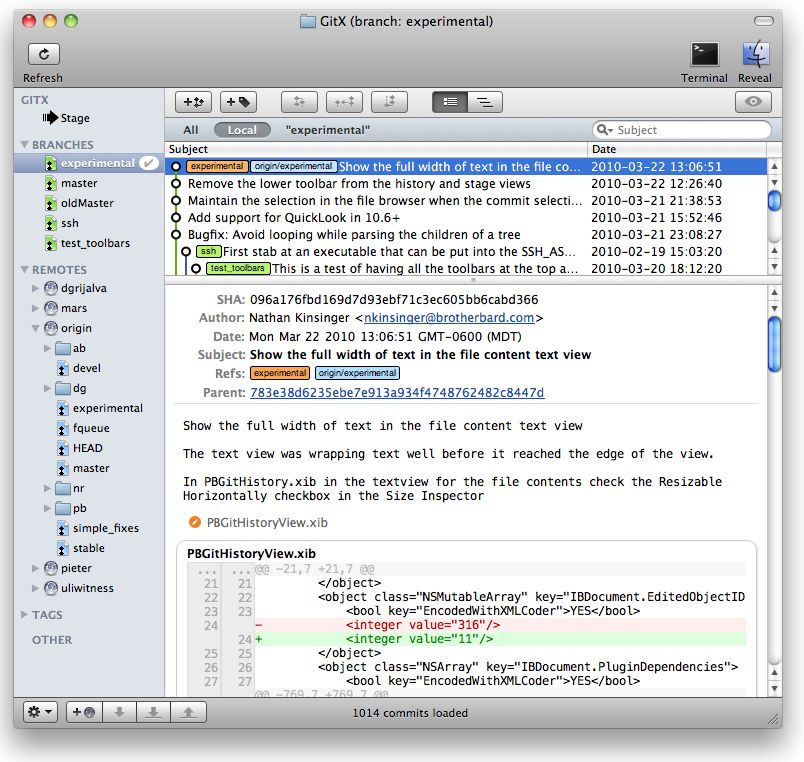 GitX (branch: experimental)
Refresh
Terminal
Reveal
GITX
Stage
BRANCHES
experimental
master
oldMaster
ssh
test_toolbars
REMOTES
dgrijalva
mars
origin
ab
devel
dg
experimental
fqueue
HEAD
master
nr
pb
simple_fixes
stable
pieter
uliwitness
TAGS
OTHER
All Local "experimental" Subject
Subject Date
experimental origin/experimental Show the full width of text in the file co... 2010-03-22 13:06:51
Remove the lower toolbar from the history and stage views 2010-03-22 12:26:40
Maintain the selection in the file browser when the commit selecti... 2010-03-21 21:38:53
Add support for QuickLook in 10.6+ 2010-03-22 15:52:46
Bugfix: Avoid looping while parsing the children of a tree 2010-03-21 23:08:27
ssh First stab at an executable that can be put into the SSH_AS... 2010-02-19 15:03:20
test_toolbars This is a test of having all the toolbars at the top a... 2010-03-20 18:12:20
SHA: 096a176fbd169d7d93ebf71c3ec605bb6cabd366
Author: Nathan Kinsinger <nkinsinger@brotherbard.com>
Date: Mon Mar 22 2010 13:06:51 GMT-0600 (MDT)
Subject: Show the full width of text in the file content text view
Refs: experimental origin/experimental
Parent: 783e38d6235ebe7e913a934f4748762482c8447d
Show the full width of text in the file content text view
The text view was wrapping text well before it reached the edge of the view.
In PBGitHistory.xib in the textview for the file contents check the Resizable
Horizontally checkbox in the Size Inspector
PBGitHistoryView.xib
PBGitHistoryView.xib
... ... @@ -21,7 +21,7 @@
21 21 </object>
22 22 <object class="NSMutableArray" key="IBDocument.EditedObjectID
23 23 <bool key="EncodedWithXMLCoder">YES</bool>
24 - <integer value="316"/>
24 + <integer value="11"/>
25 25 </object>
26 26 <object class="NSArray" key="IBDocument.PluginDependencies">
27 27 <bool key="EncodedWithXMLCoder">YES</bool>
... ... @@ -769,7 +769,7 @@
1014 commits loaded